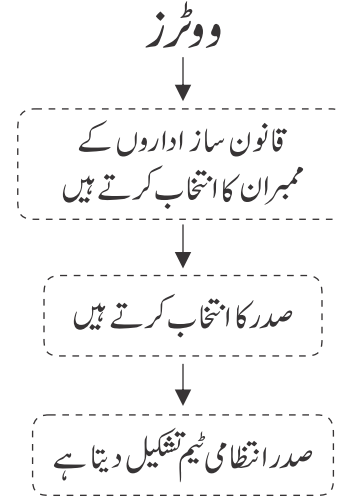 ووٹرز
قانون ساز اداروں کے
ممبران کا انتخاب کرتے ہیں
صدر کا انتخاب کرتے ہیں
صدر انتظامی ٹیم تشکیل دیتا ہے